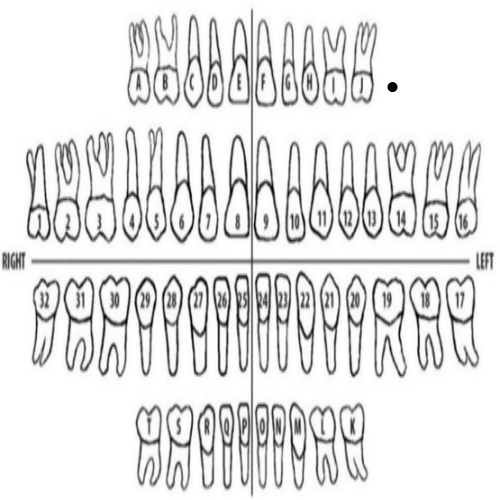 A B C D E F G H I J
1 2 3 4 5 6 7 8 9 10 11 12 13 14 15 16
RIGHT LEFT
32 31 30 29 28 27 26 25 24 23 22 21 20 19 18 17
T S R Q P O N M L K